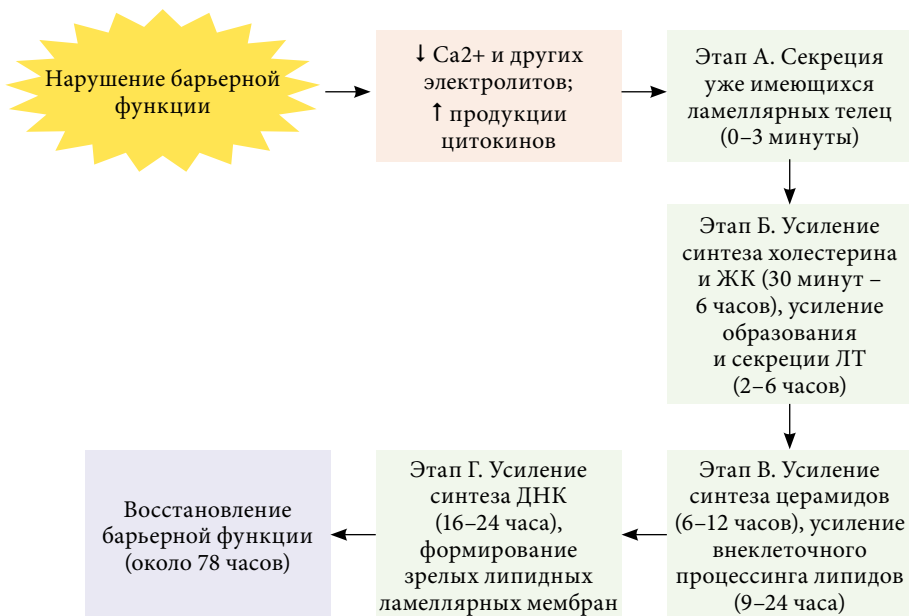 Нарушение барьерной
функции
↓ Ca2+ и других
электролитов;
↑ продукции
цитокинов
Этап А. Секреция
уже имеющихся
ламеллярных телец
(0–3 минуты)
Этап Б. Усиление
синтеза холестерина
и ЖК (30 минут –
6 часов), усиление
образования
и секреции ЛТ
(2–6 часов)
Этап В. Усиление
синтеза церамидов
(6–12 часов), усиление
внеклеточного
процессинга липидов
(9–24 часа)
Этап Г. Усиление
синтеза ДНК
(16–24 часа),
формирование
зрелых липидных
ламеллярных мембран
Восстановление
барьерной функции
(около 78 часов)